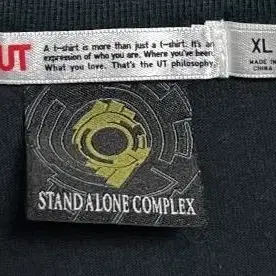 UT
A t-shirt is more than just a t-shirt. It's an
expression of who you are. Where you've been.
What you love. That's the UT philosophy.
XL
MADE IN
CHINA
STAND ALONE COMPLEX